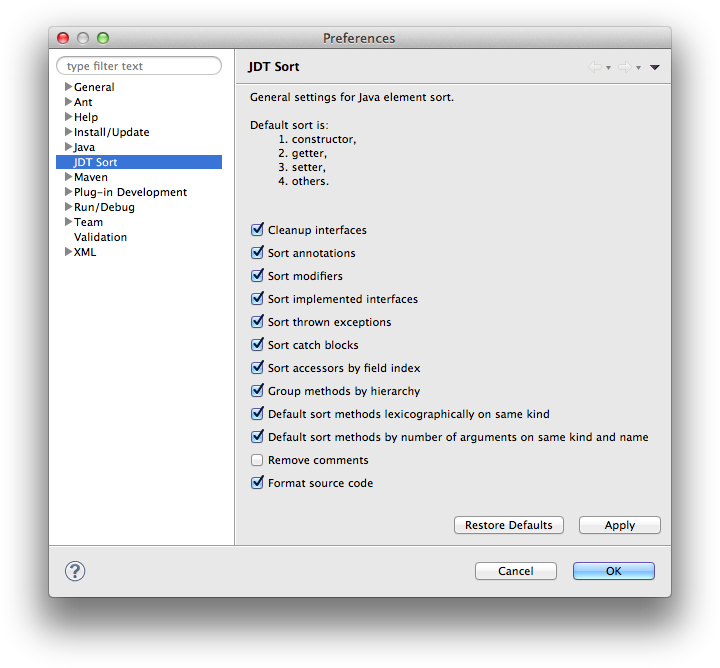 Preferences
type filter text
General
Ant
Help
Install/Update
Java
JDT Sort
Maven
Plug-in Development
Run/Debug
Team
Validation
XML
JDT Sort
General settings for Java element sort.
Default sort is:
1. constructor,
2. getter,
3. setter,
4. others.
Cleanup interfaces
Sort annotations
Sort modifiers
Sort implemented interfaces
Sort thrown exceptions
Sort catch blocks
Sort accessors by field index
Group methods by hierarchy
Default sort methods lexicographically on same kind
Default sort methods by number of arguments on same kind and name
Remove comments
Format source code
Restore Defaults
Apply
?
Cancel
OK